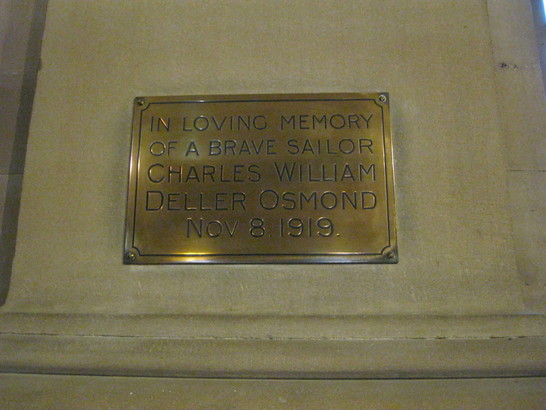 IN LOVING MEMORY
OF A BRAVE SAILOR
CHARLES WILLIAM
DELLER OSMOND
NOV 8 1919.